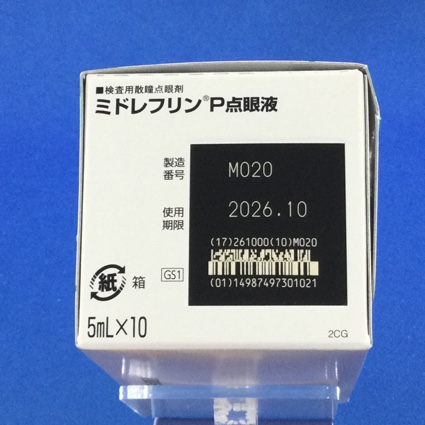 ■検査用散瞳点眼剤
ミドレフリン®P点眼液
製造
番号
M020
使用
期限
2026.10
(17)261000(10)M020
(01)14987497301021
GS1
紙
箱
5mL×10
2CG